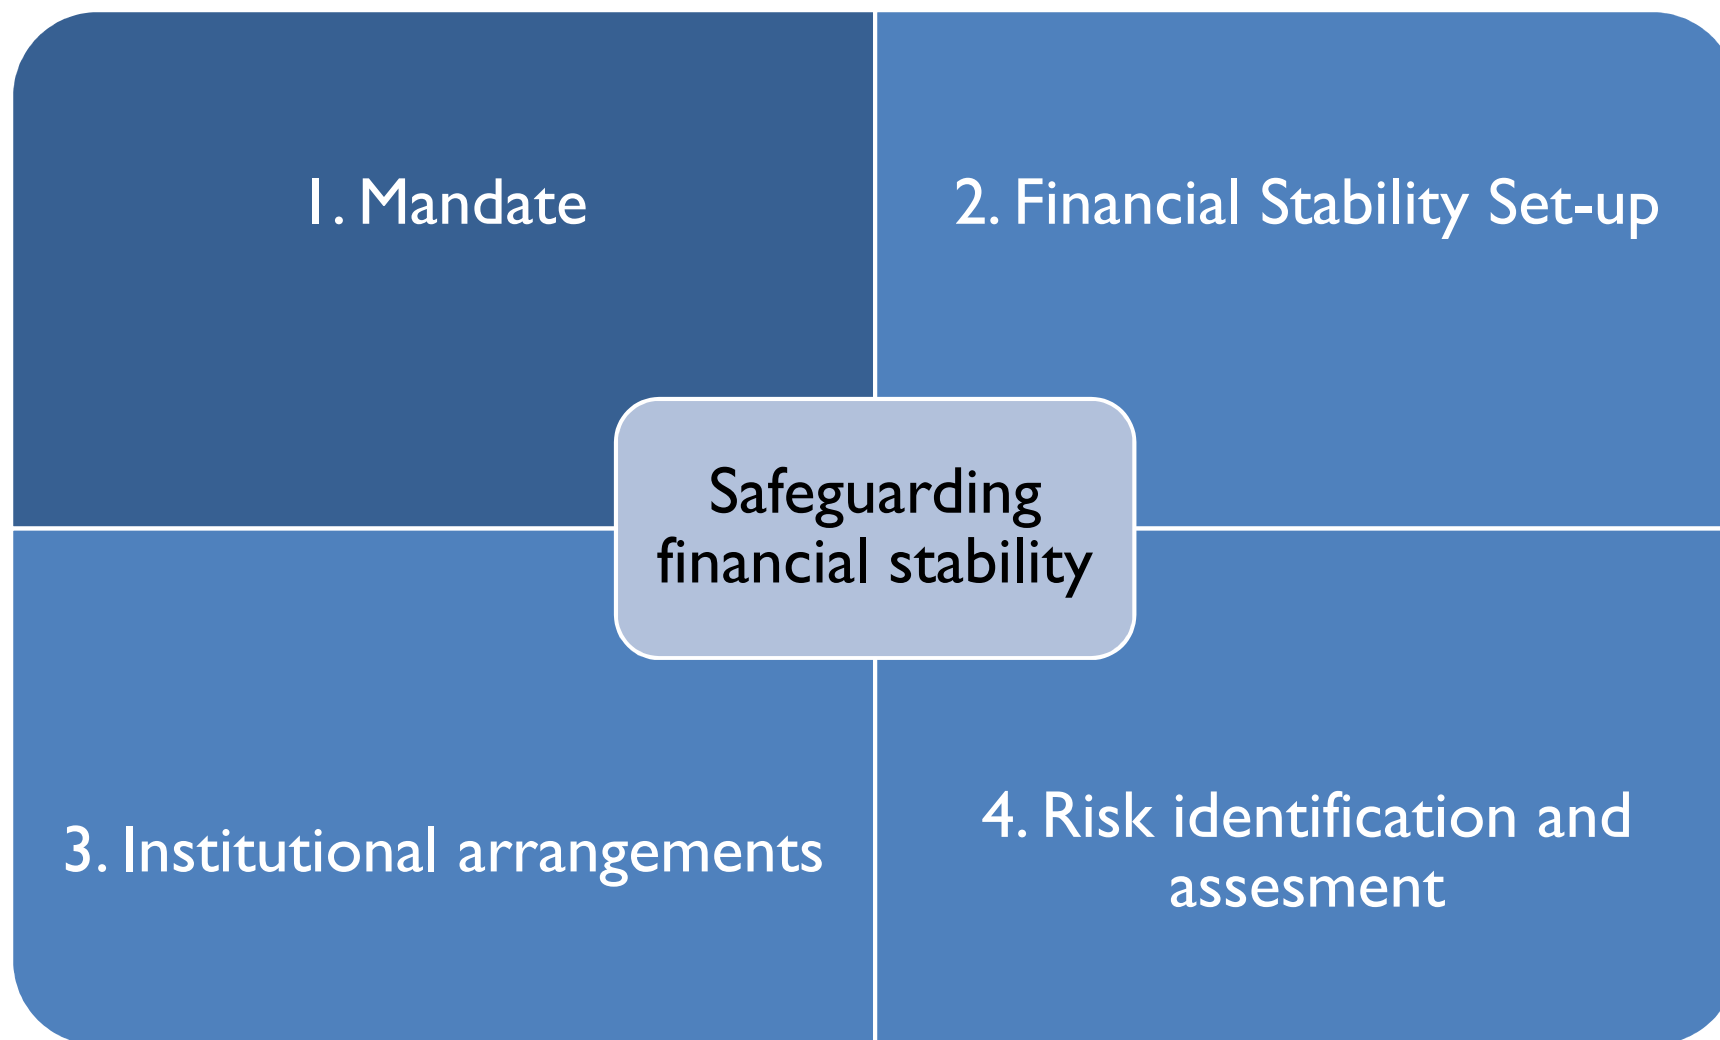 1. Mandate
2. Financial Stability Set-up
Safeguarding
financial stability
3. Institutional arrangements
4. Risk identification and
assesment